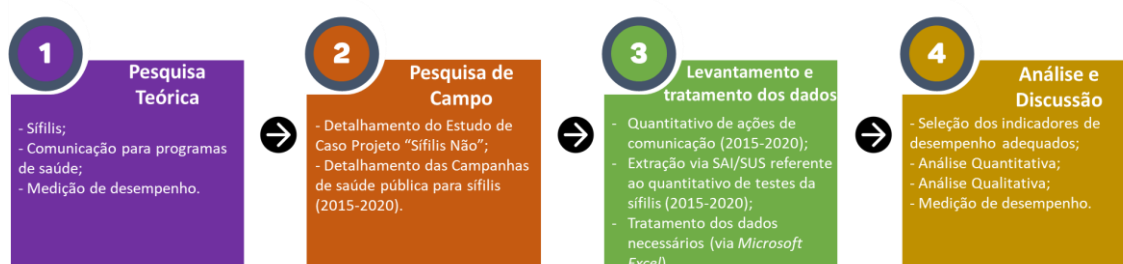 1
Pesquisa
Teórica
- Sífilis;
- Comunicação para programas
de saúde;
- Medição de desempenho.
2
Pesquisa de
Campo
- Detalhamento do Estudo de
Caso Projeto “Sífilis Não”;
- Detalhamento das Campanhas
de saúde pública para sífilis
(2015-2020).
3
Levantamento e
tratamento dos dados
- Quantitativo de ações de
comunicação (2015-2020);
- Extração via SAI/SUS referente
ao quantitativo de testes da
sífilis (2015-2020);
- Tratamento dos dados
necessários (via Microsoft
Excel)
4
Análise e
Discussão
- Seleção dos indicadores de
desempenho adequados;
- Análise Quantitativa;
- Análise Qualitativa;
- Medição de desempenho.